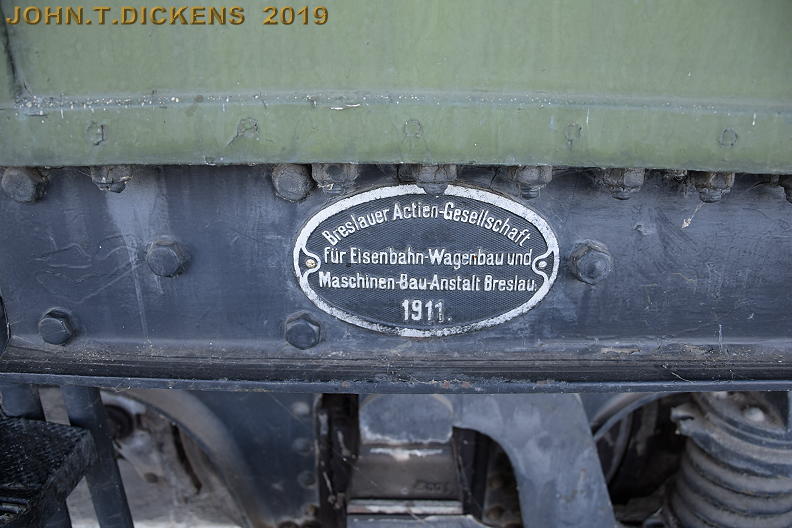 JOHN.T.DICKENS 2019
Breslauer Actien-Gesellschaft
für Eisenbahn-Wagenbau und
Maschinen-Bau-Anstalt Breslau.
1911.